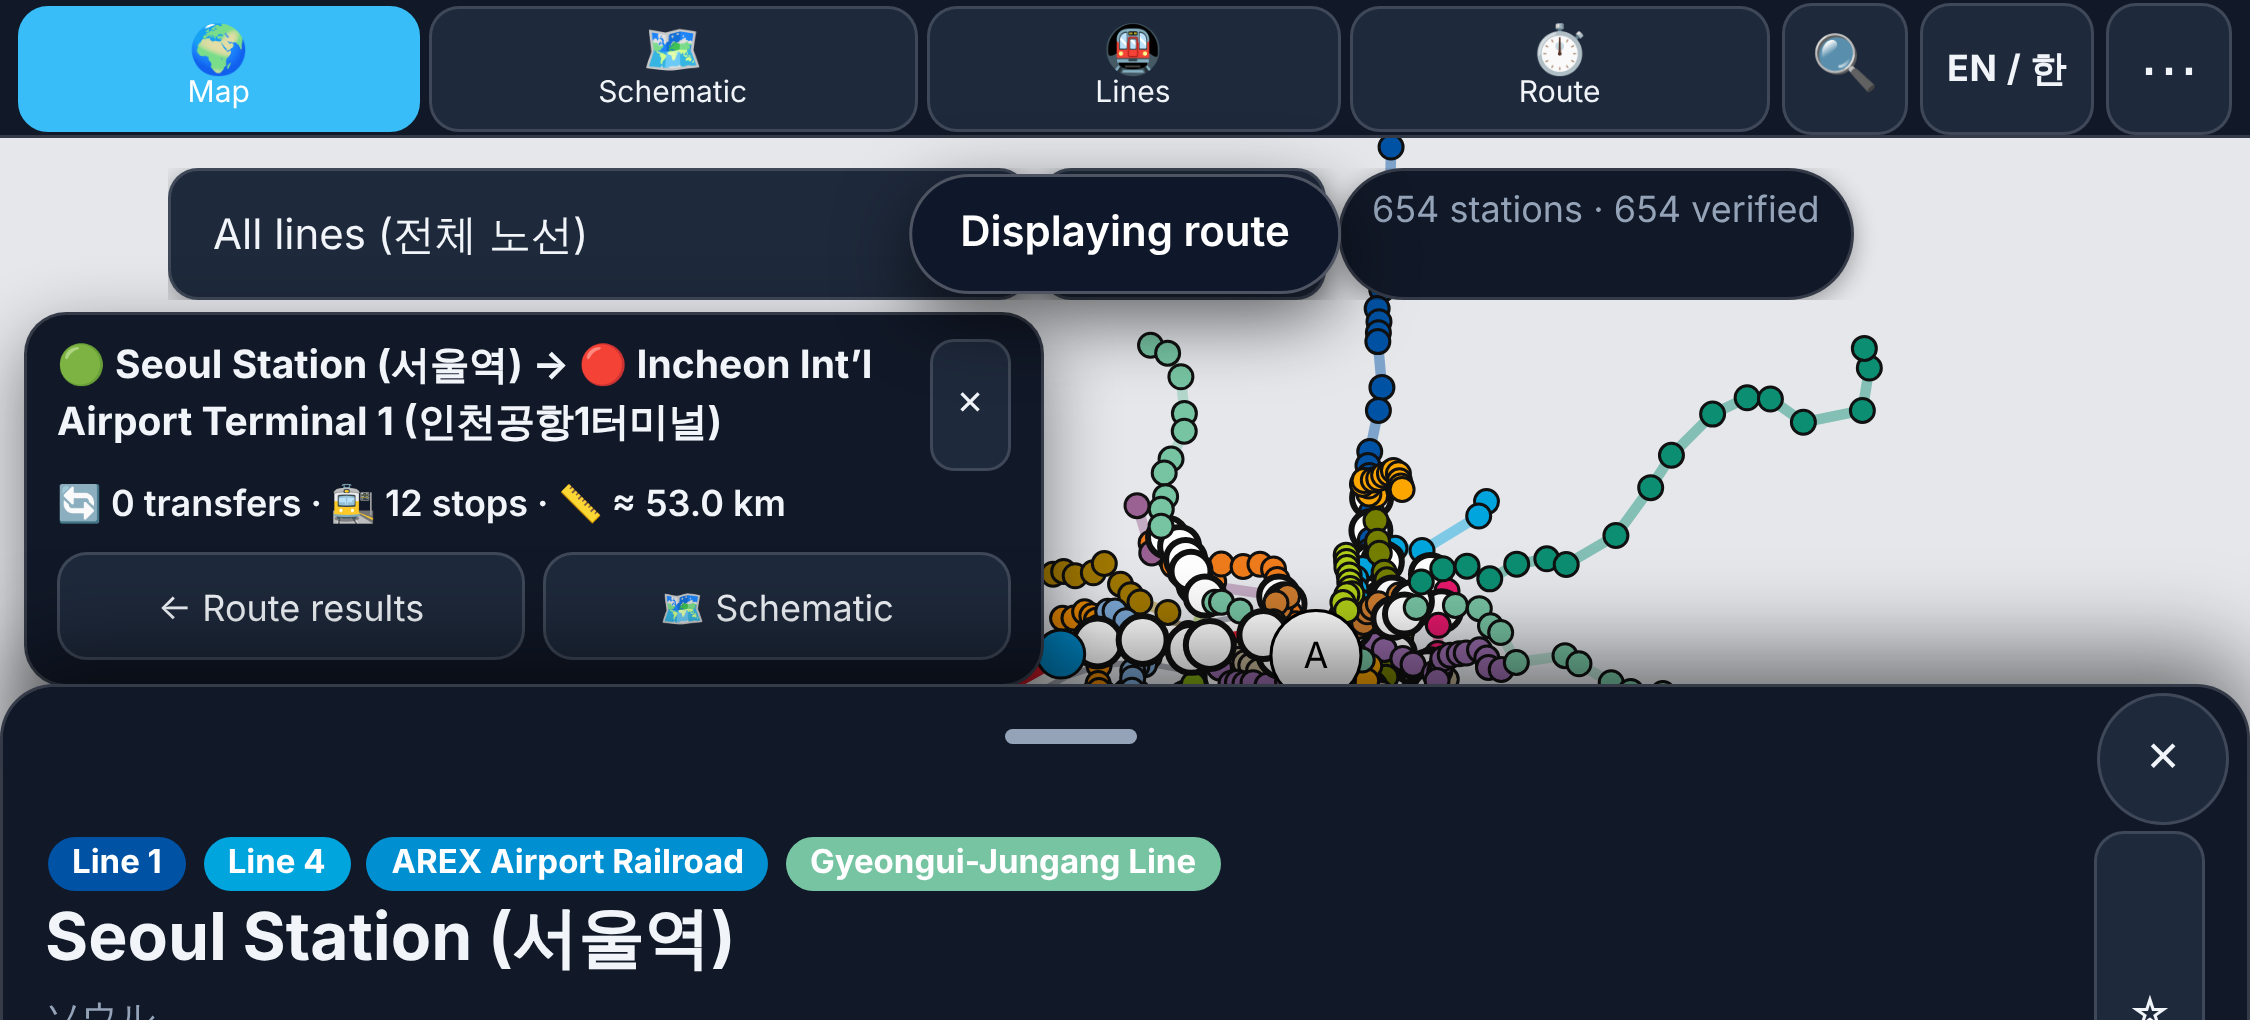 Map
Schematic
Lines
Route
EN / 한
...
All lines (전체 노선)
Displaying route
654 stations · 654 verified
Seoul Station (서울역) → Incheon Int’l
Airport Terminal 1 (인천공항1터미널)
×
0 transfers · 12 stops · ≈ 53.0 km
← Route results
Schematic
A
×
Line 1
Line 4
AREX Airport Railroad
Gyeongui-Jungang Line
Seoul Station (서울역)
ソウル